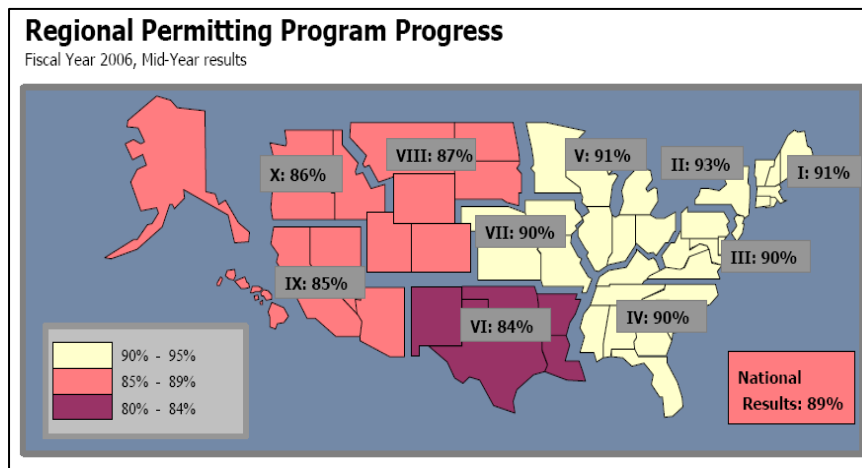 Regional Permitting Program Progress
Fiscal Year 2006, Mid-Year results
VIII: 87%
V: 91%
II: 93%
I: 91%
X: 86%
VII: 90%
III: 90%
IX: 85%
VI: 84%
IV: 90%
90% - 95%
85% - 89%
80% - 84%
National
Results: 89%